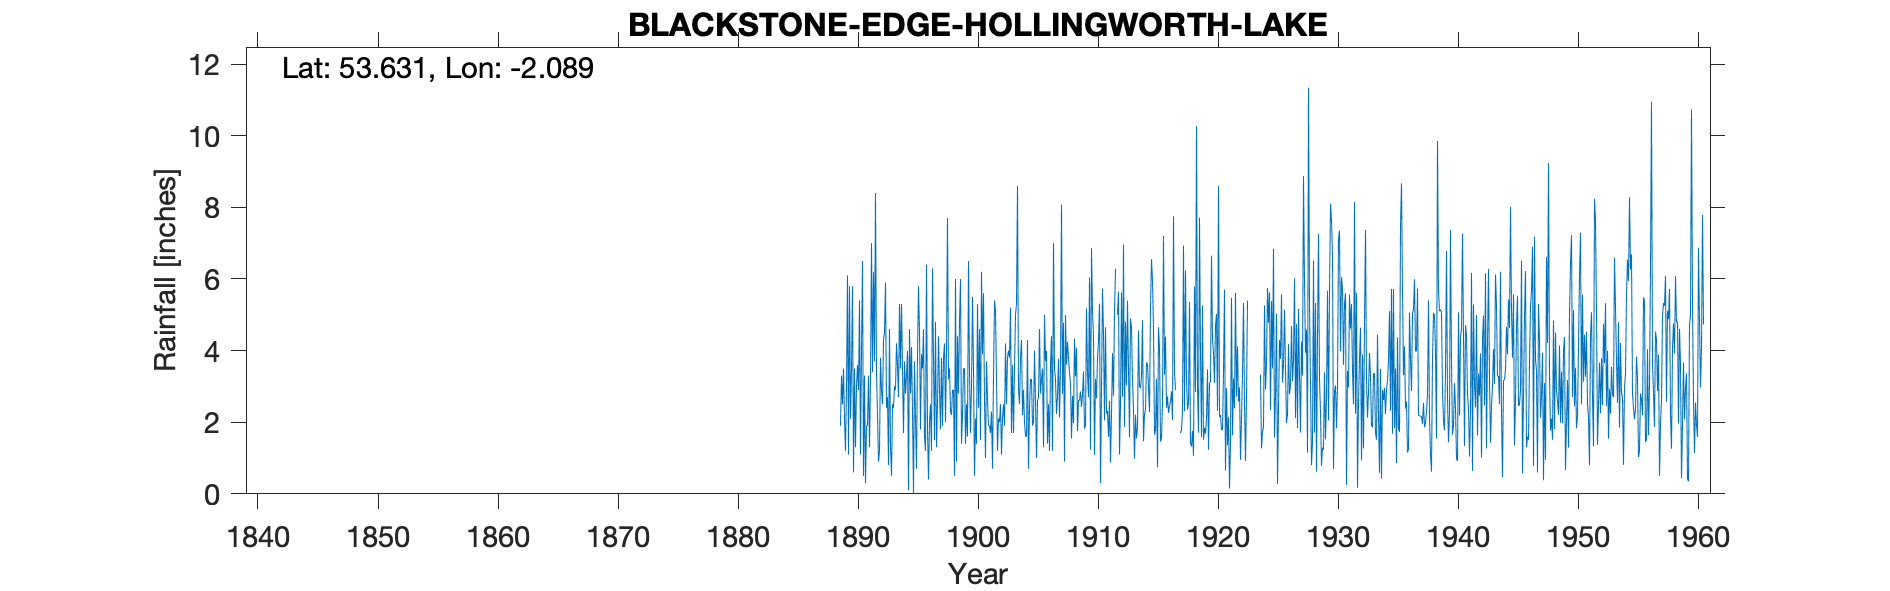 BLACKSTONE-EDGE-HOLLINGWORTH-LAKE
Lat: 53.631, Lon: -2.089
Rainfall [inches]
12
10
8
6
4
2
0
1840 1850 1860 1870 1880 1890 1900 1910 1920 1930 1940 1950 1960
Year